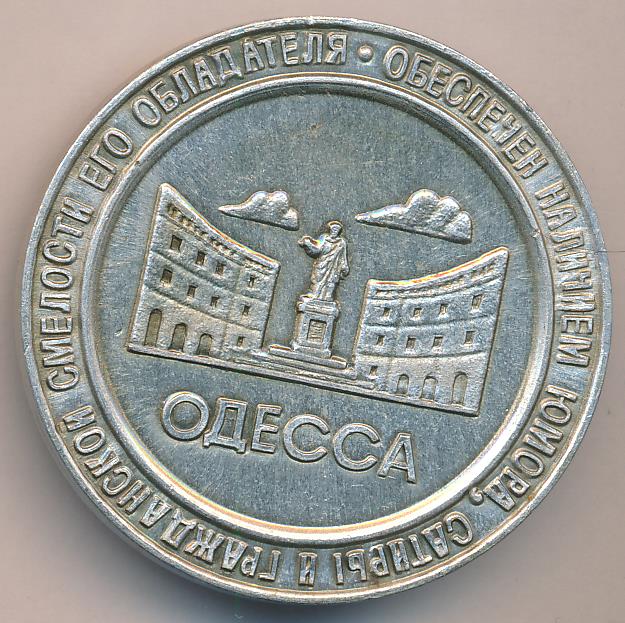 ОБЕСПЕЧЕН НАЛИЧИЕМ ЮМОРА, САТИРЫ И ГРАЖДАНСКОЙ СМЕЛОСТИ ЕГО ОБЛАДАТЕЛЯ •
ОДЕССА